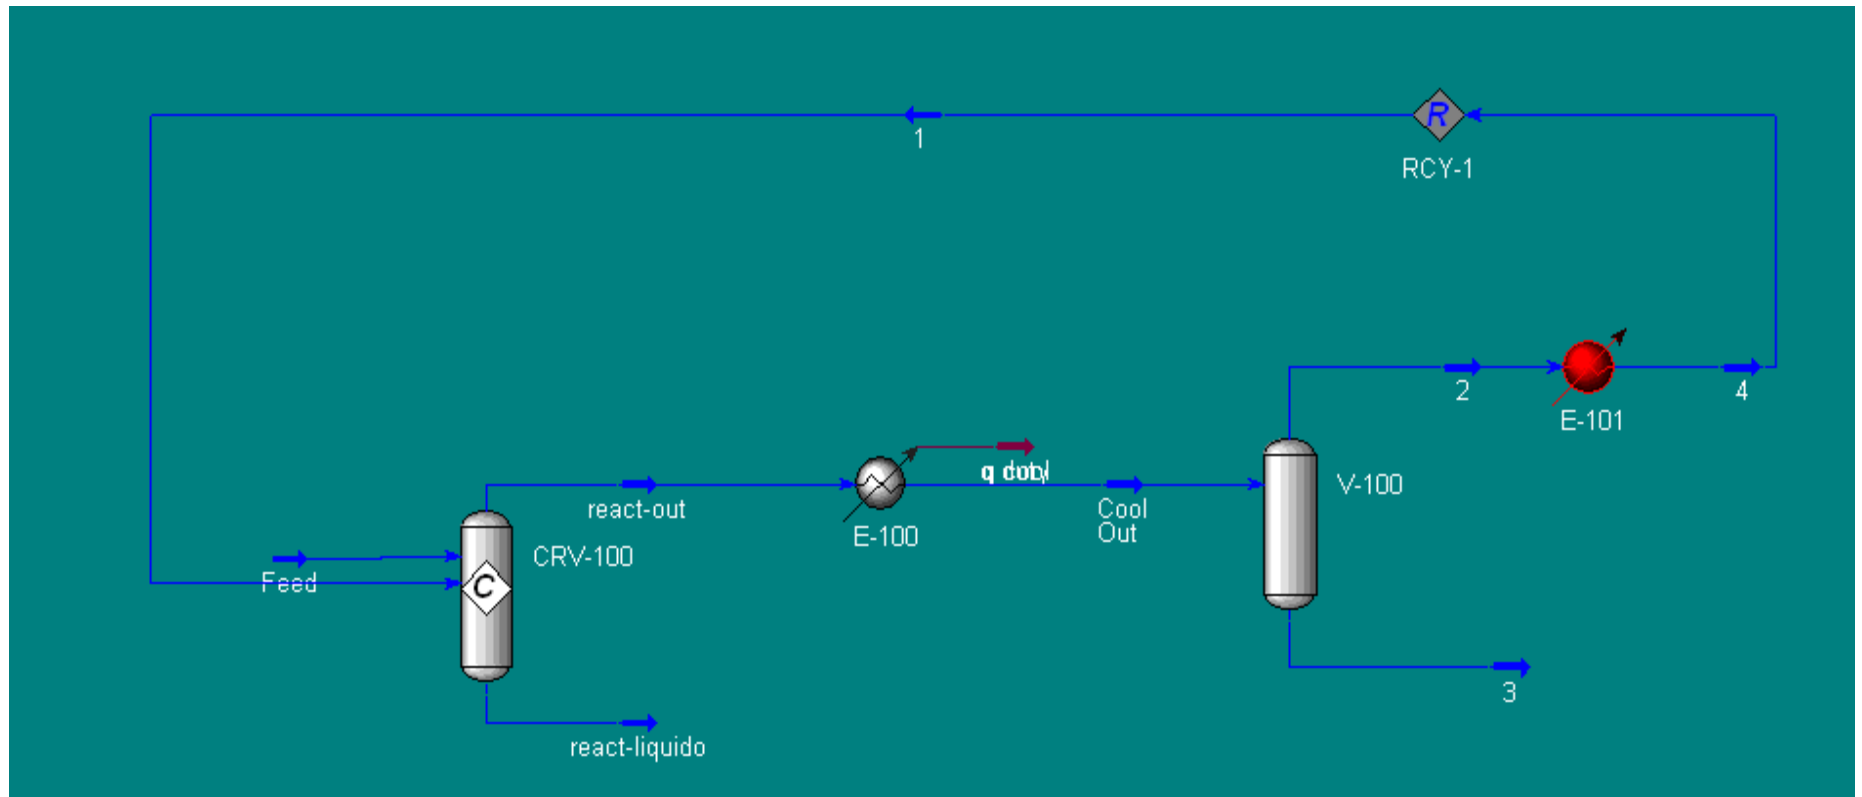 1
R
RCY-1
2
E-101
4
V-100
q
react-out
E-100
Cool
Out
Feed
CRV-100
C
3
react-liquido